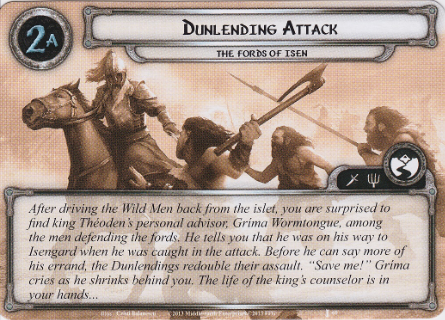 2A
DUNLENDING ATTACK
THE FORDS OF ISEN
After driving the Wild Men back from the islet, you are surprised to
find king Théoden's personal advisor, Gríma Wormtongue, among
the men defending the fords. He tells you that he was on his way to
Isengard when he was caught in the attack. Before he can say more of
his errand, the Dunlendings redouble their assault. "Save me!" Gríma
cries as he shrinks behind you. The life of the king's counselor is in
your hands...